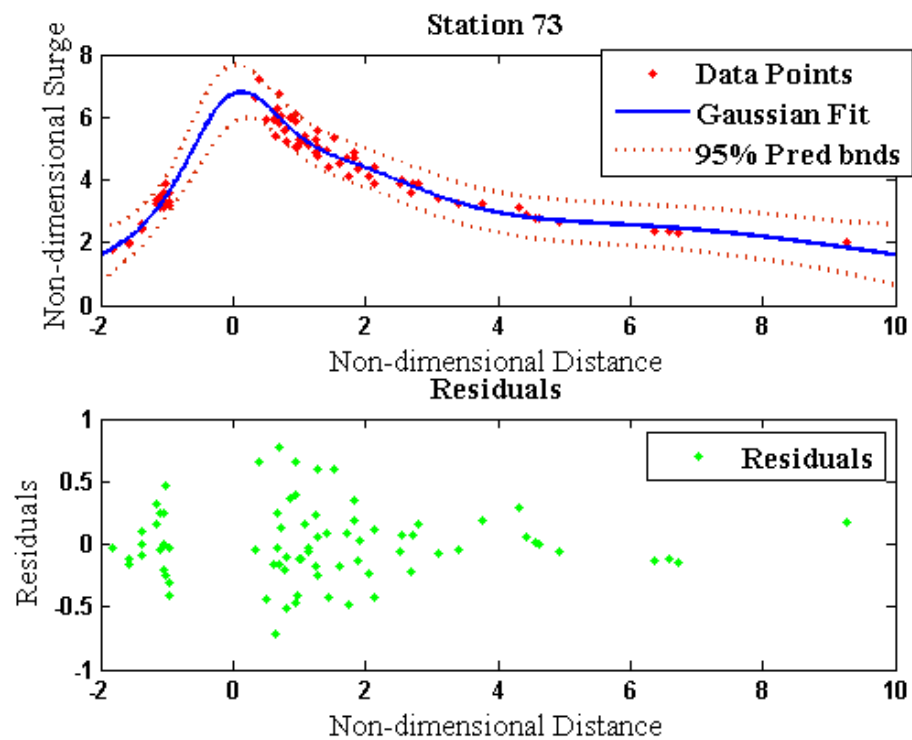 Station 73
Non-dimensional Surge
8
6
4
2
0
Data Points
Gaussian Fit
95% Pred bnds
-2
0
2
4
6
8
10
Non-dimensional Distance
Residuals
Residuals
1
0.5
0
-0.5
-1
Residuals
-2
0
2
4
6
8
10
Non-dimensional Distance